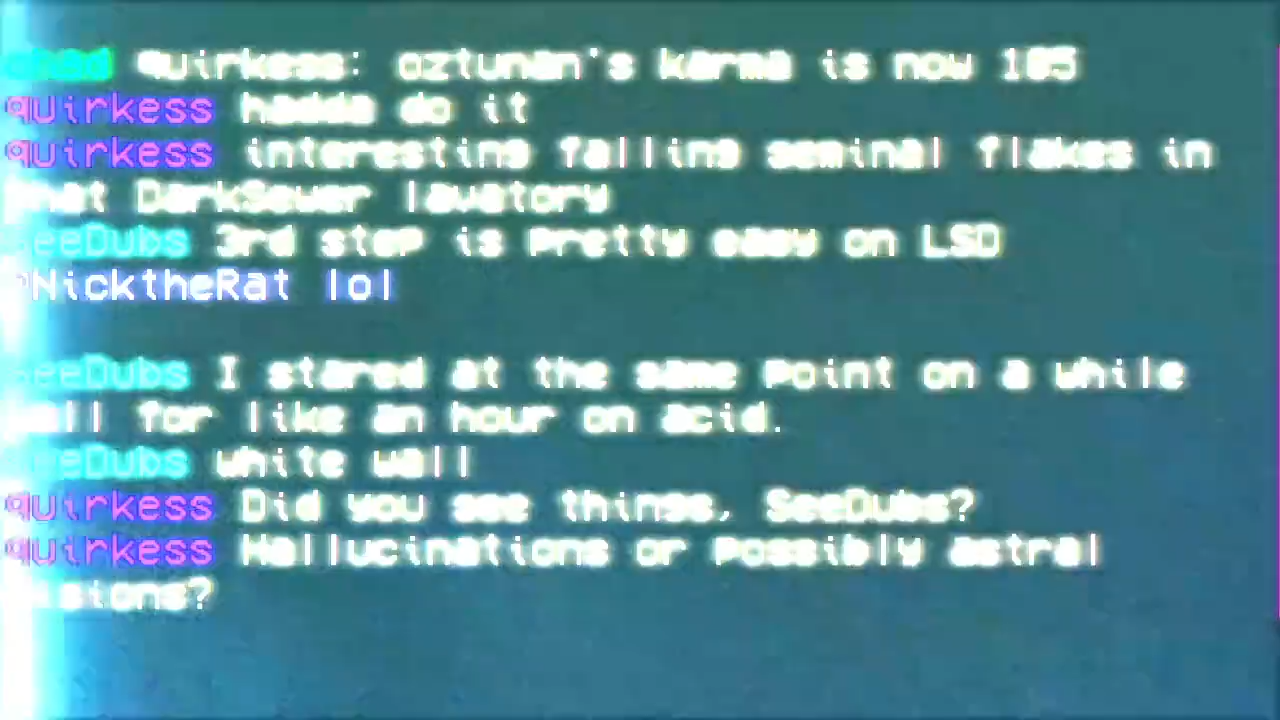 chad quirkess: oztunan's karma is now 105
quirkess hadda do it
quirkess interesting falling seminal flakes in
that DarkSewer lavatory
SeeDubs 3rd step is pretty easy on LSD
@NicktheRat lol
SeeDubs I stared at the same point on a while
wall for like an hour on acid.
SeeDubs white wall
quirkess Did you see things, SeeDubs?
quirkess Hallucinations or possibly astral
visions?